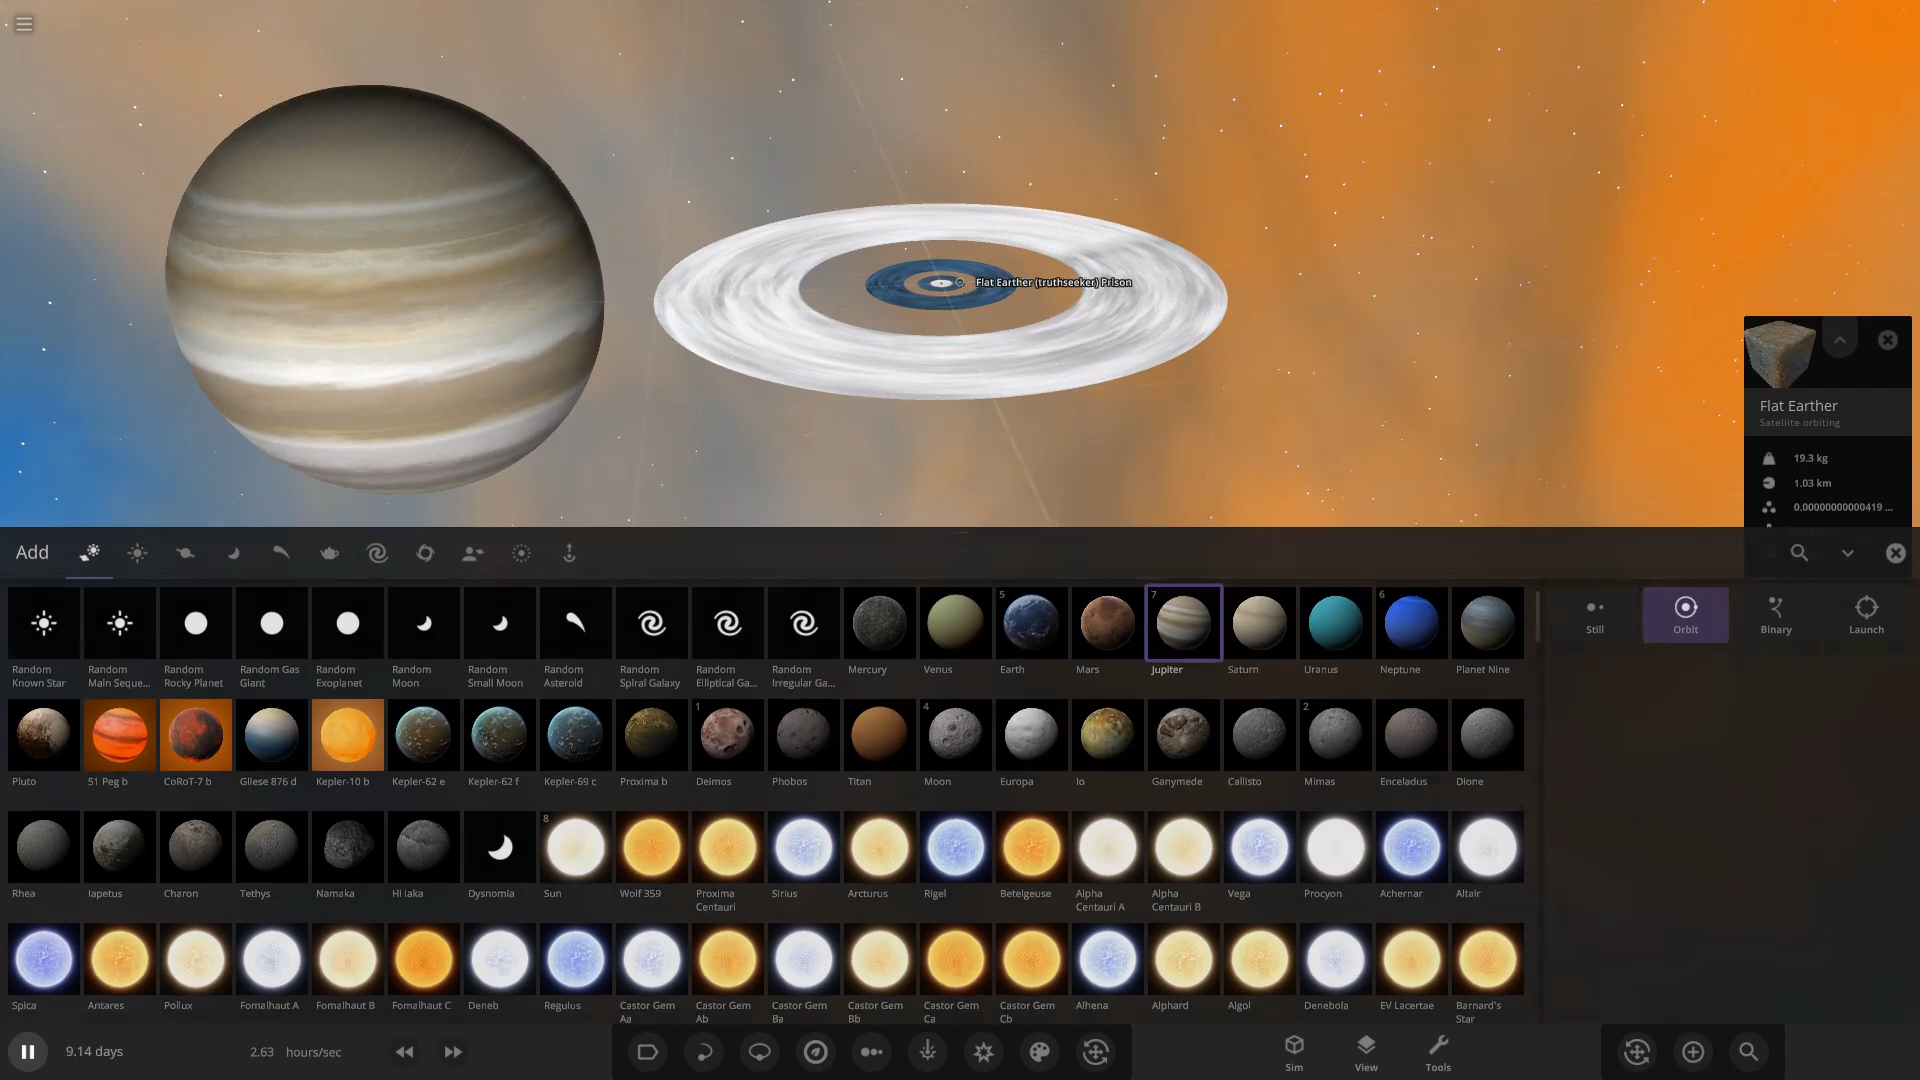 Flat Earther (truthseeker) Prison
Flat Earther
Satellite orbiting
19.3 kg
1.03 km
0.00000000000419 ...
Add
5
7
6
Random
Known Star
Random
Main Seque...
Random
Rocky Planet
Random Gas
Giant
Random
Exoplanet
Random
Moon
Random
Small Moon
Random
Asteroid
Random
Spiral Galaxy
Random
Elliptical Ga...
Random
Irregular Ga...
Mercury
Venus
Earth
Mars
Jupiter
Saturn
Uranus
Neptune
Planet Nine
Still
Orbit
Binary
Launch
1
4
2
Pluto
51 Peg b
CoRoT-7 b
Gliese 876 d
Kepler-10 b
Kepler-62 e
Kepler-62 f
Kepler-69 c
Proxima b
Deimos
Phobos
Titan
Moon
Europa
Io
Ganymede
Callisto
Mimas
Enceladus
Dione
8
Rhea
Iapetus
Charon
Tethys
Namaka
Hi'iaka
Dysnomia
Sun
Wolf 359
Proxima
Centauri
Sirius
Arcturus
Rigel
Betelgeuse
Alpha
Centauri A
Alpha
Centauri B
Vega
Procyon
Achernar
Altair
Spica
Antares
Pollux
Fomalhaut A
Fomalhaut B
Fomalhaut C
Deneb
Regulus
Castor Gem
Aa
Castor Gem
Ab
Castor Gem
Ba
Castor Gem
Bb
Castor Gem
Ca
Castor Gem
Cb
Alhena
Alphard
Algol
Denebola
EV Lacertae
Barnard's
Star
9.14 days
2.63 hours/sec
Sim
View
Tools